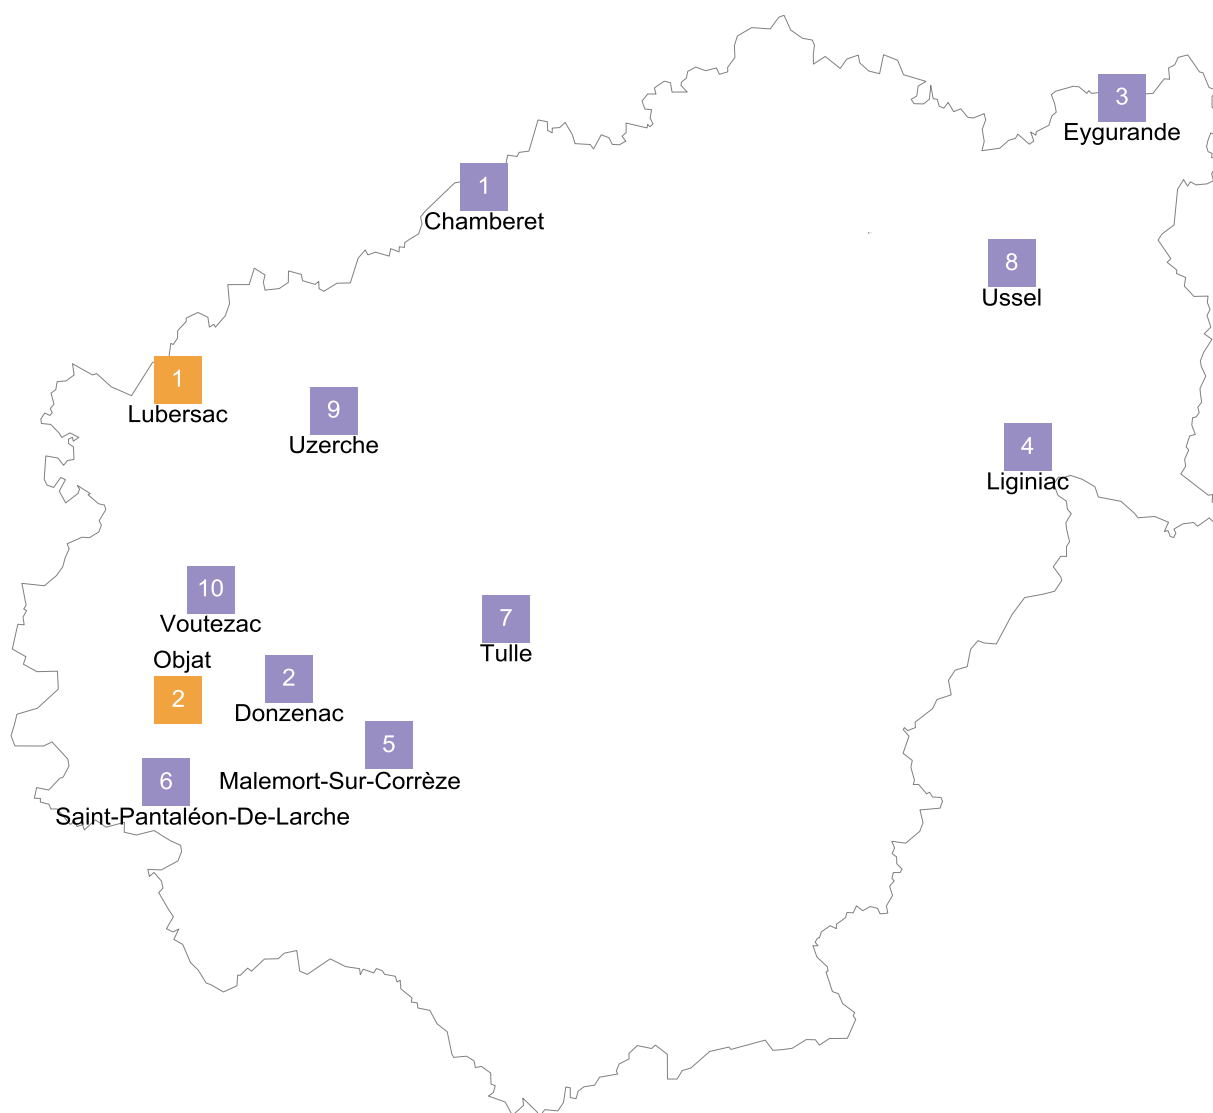 3
Eygurande
1
Chamberet
8
Ussel
1
Lubersac
9
Uzerche
4
Liginiac
10
Voutezac
7
Tulle
Objat
2
2
Donzenac
5
Malemort-Sur-Corrèze
6
Saint-Pantaléon-De-Larche